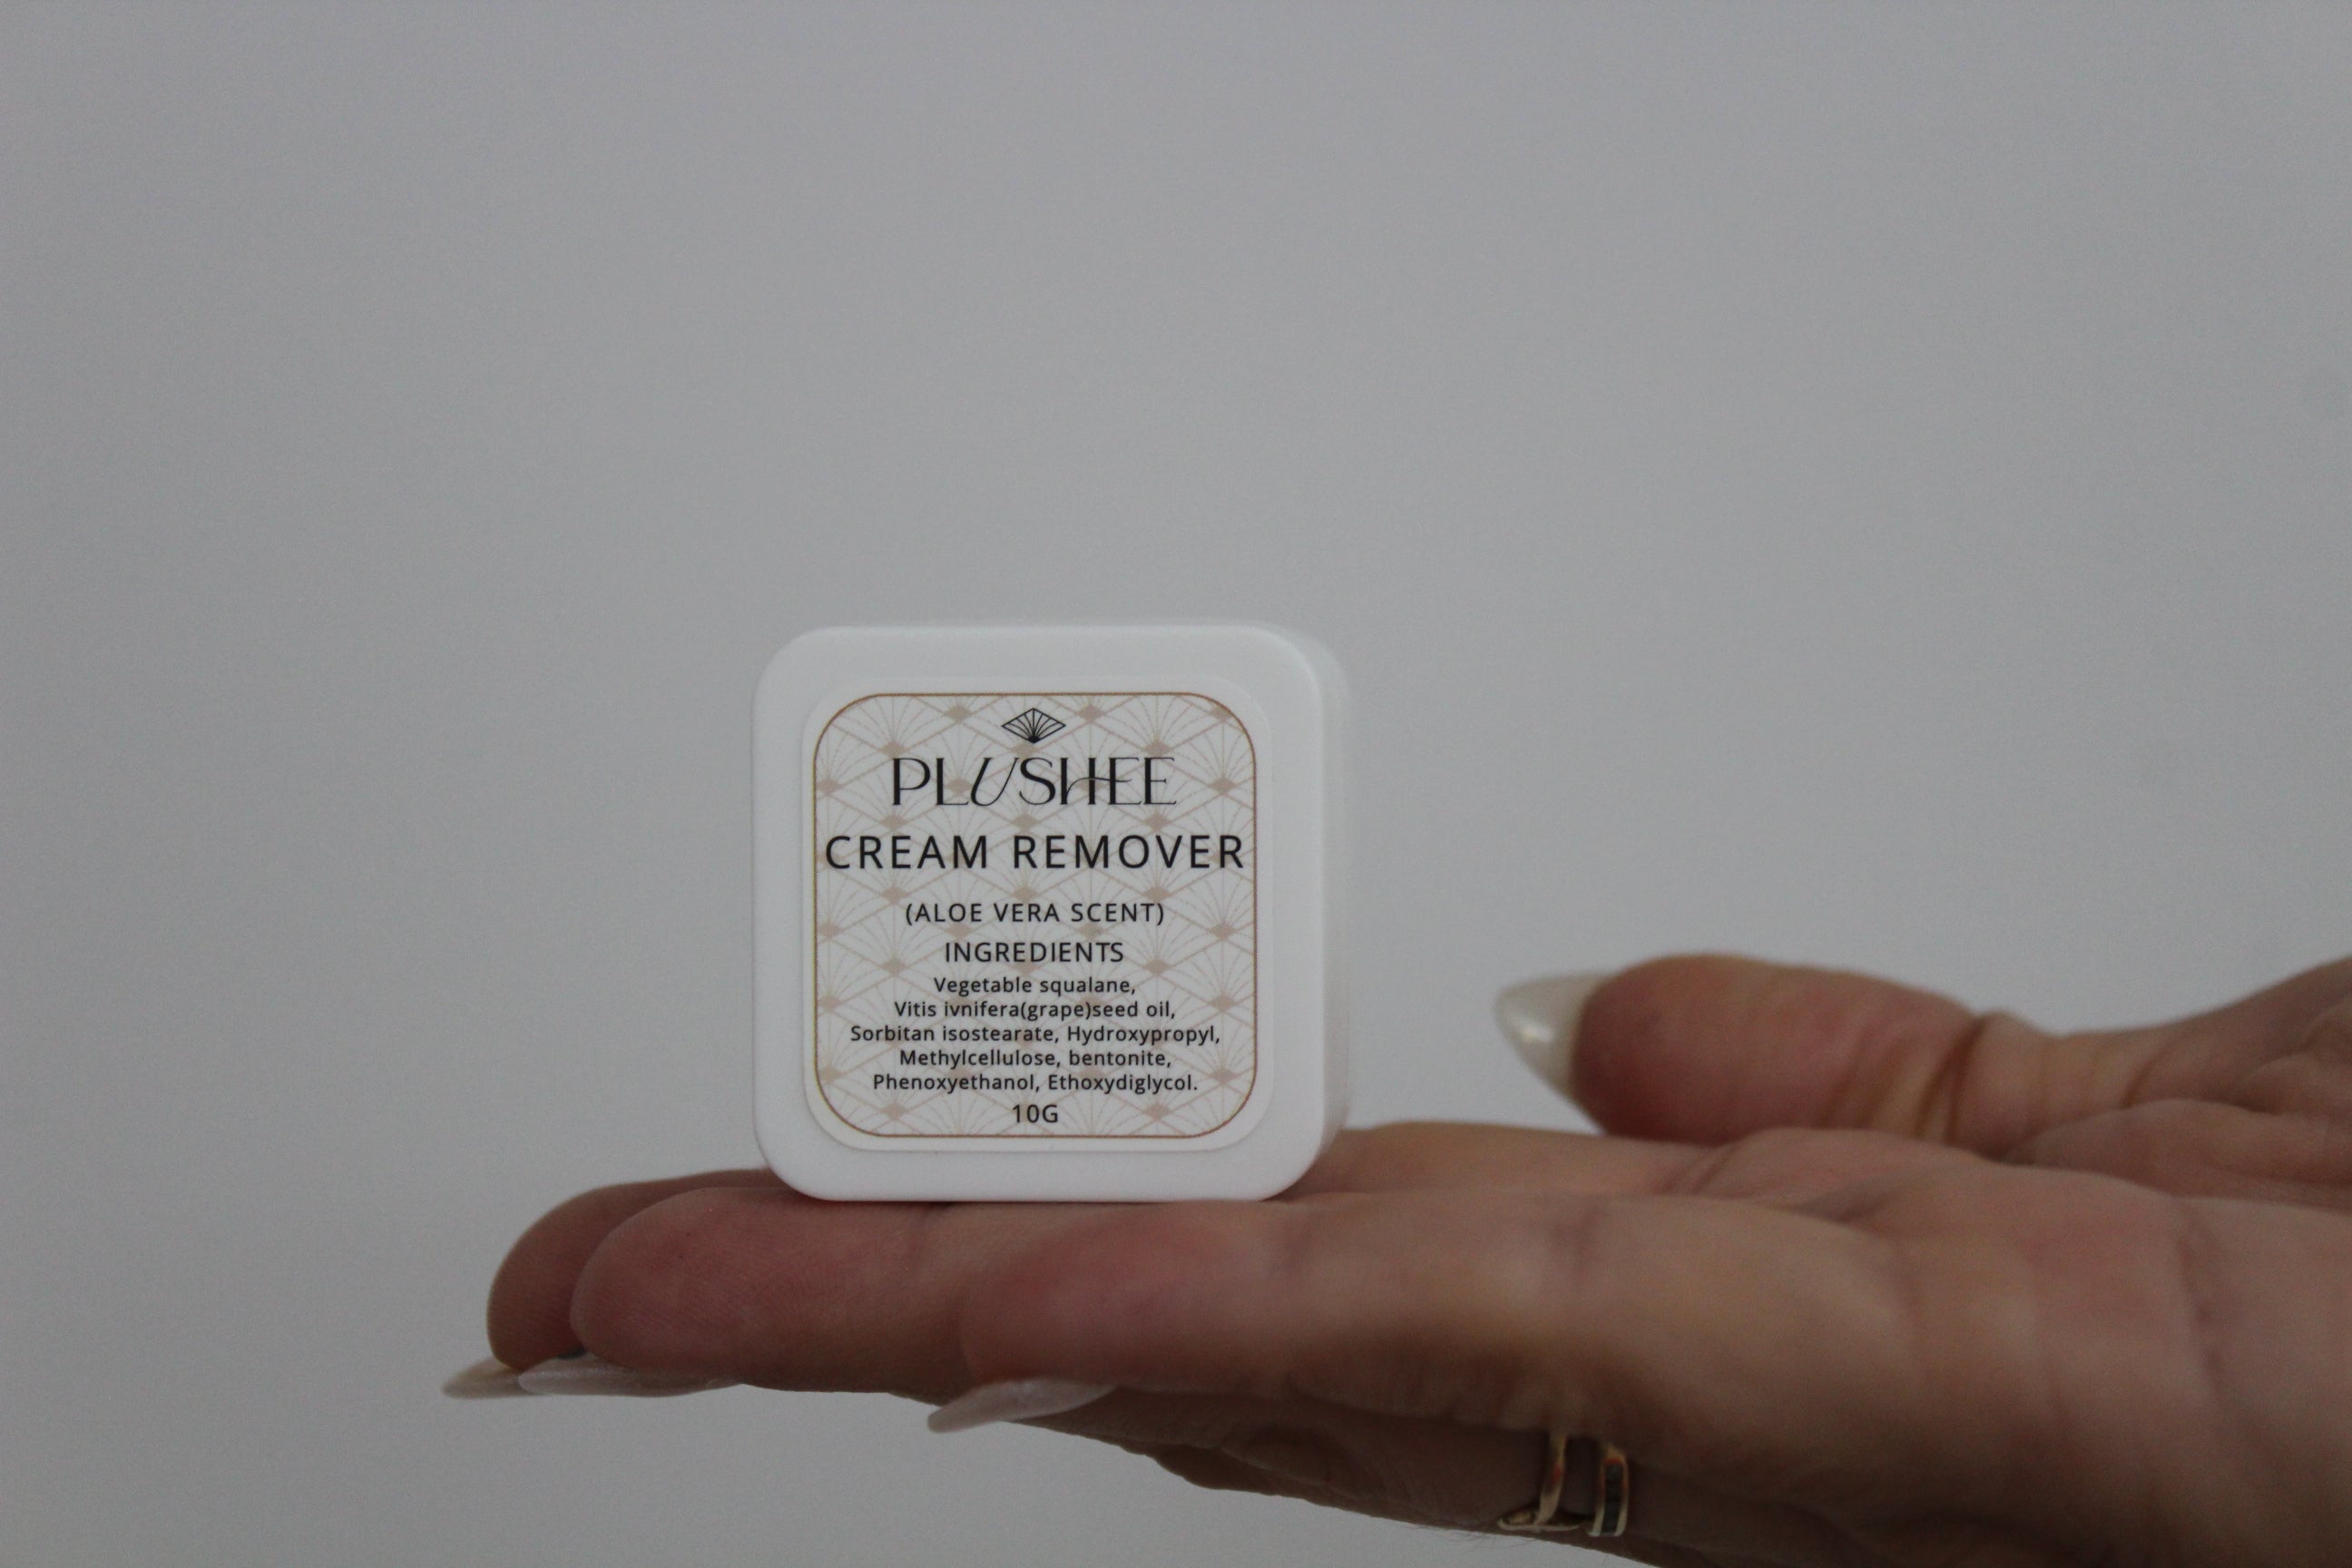 PLUSHEE
CREAM REMOVER
(ALOE VERA SCENT)
INGREDIENTS
Vegetable squalane,
Vitis ivnifera(grape)seed oil,
Sorbitan isostearate, Hydroxypropyl,
Methylcellulose, bentonite,
Phenoxyethanol, Ethoxydiglycol.
10G